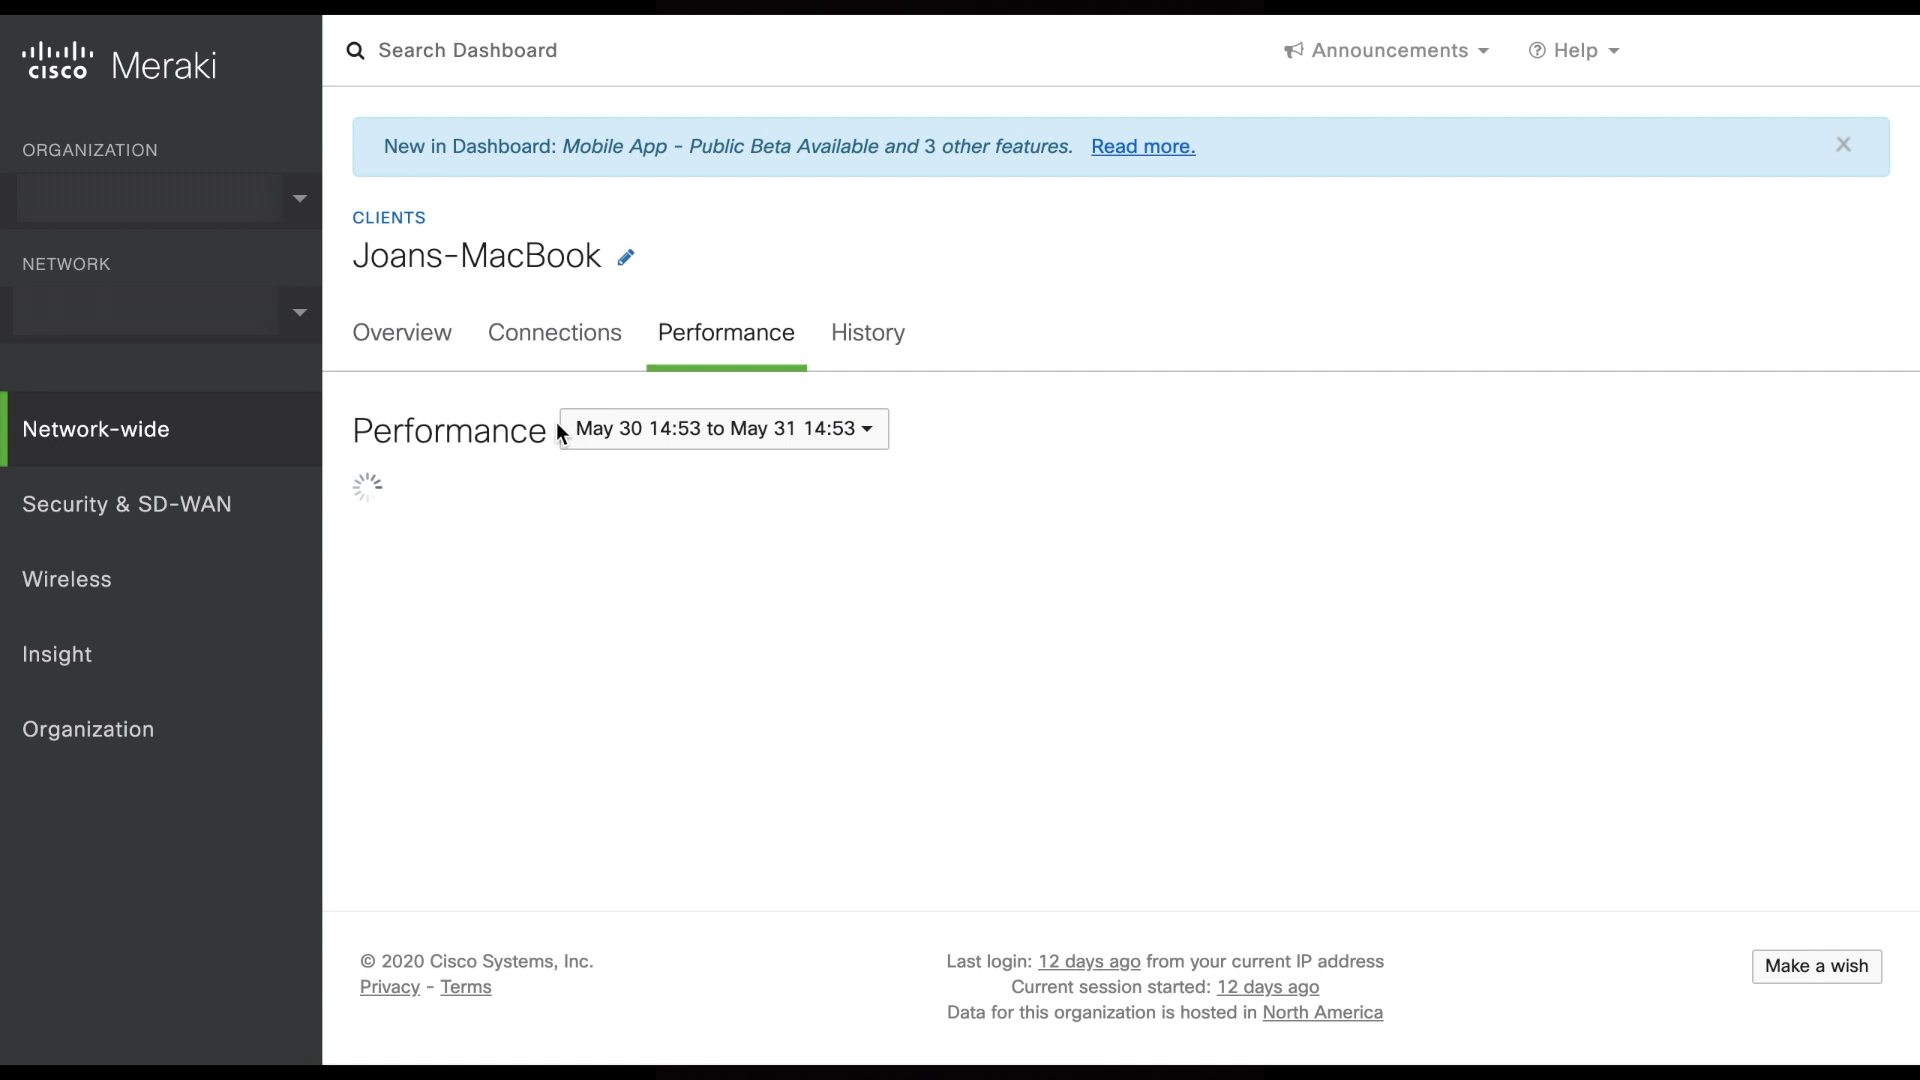 cisco Meraki
Search Dashboard
Announcements
Help
ORGANIZATION
NETWORK
Network-wide
Security & SD-WAN
Wireless
Insight
Organization
New in Dashboard: Mobile App - Public Beta Available and 3 other features. Read more.
CLIENTS
Joans-MacBook
Overview Connections Performance History
Performance May 30 14:53 to May 31 14:53
© 2020 Cisco Systems, Inc.
Privacy - Terms
Last login: 12 days ago from your current IP address
Current session started: 12 days ago
Data for this organization is hosted in North America
Make a wish